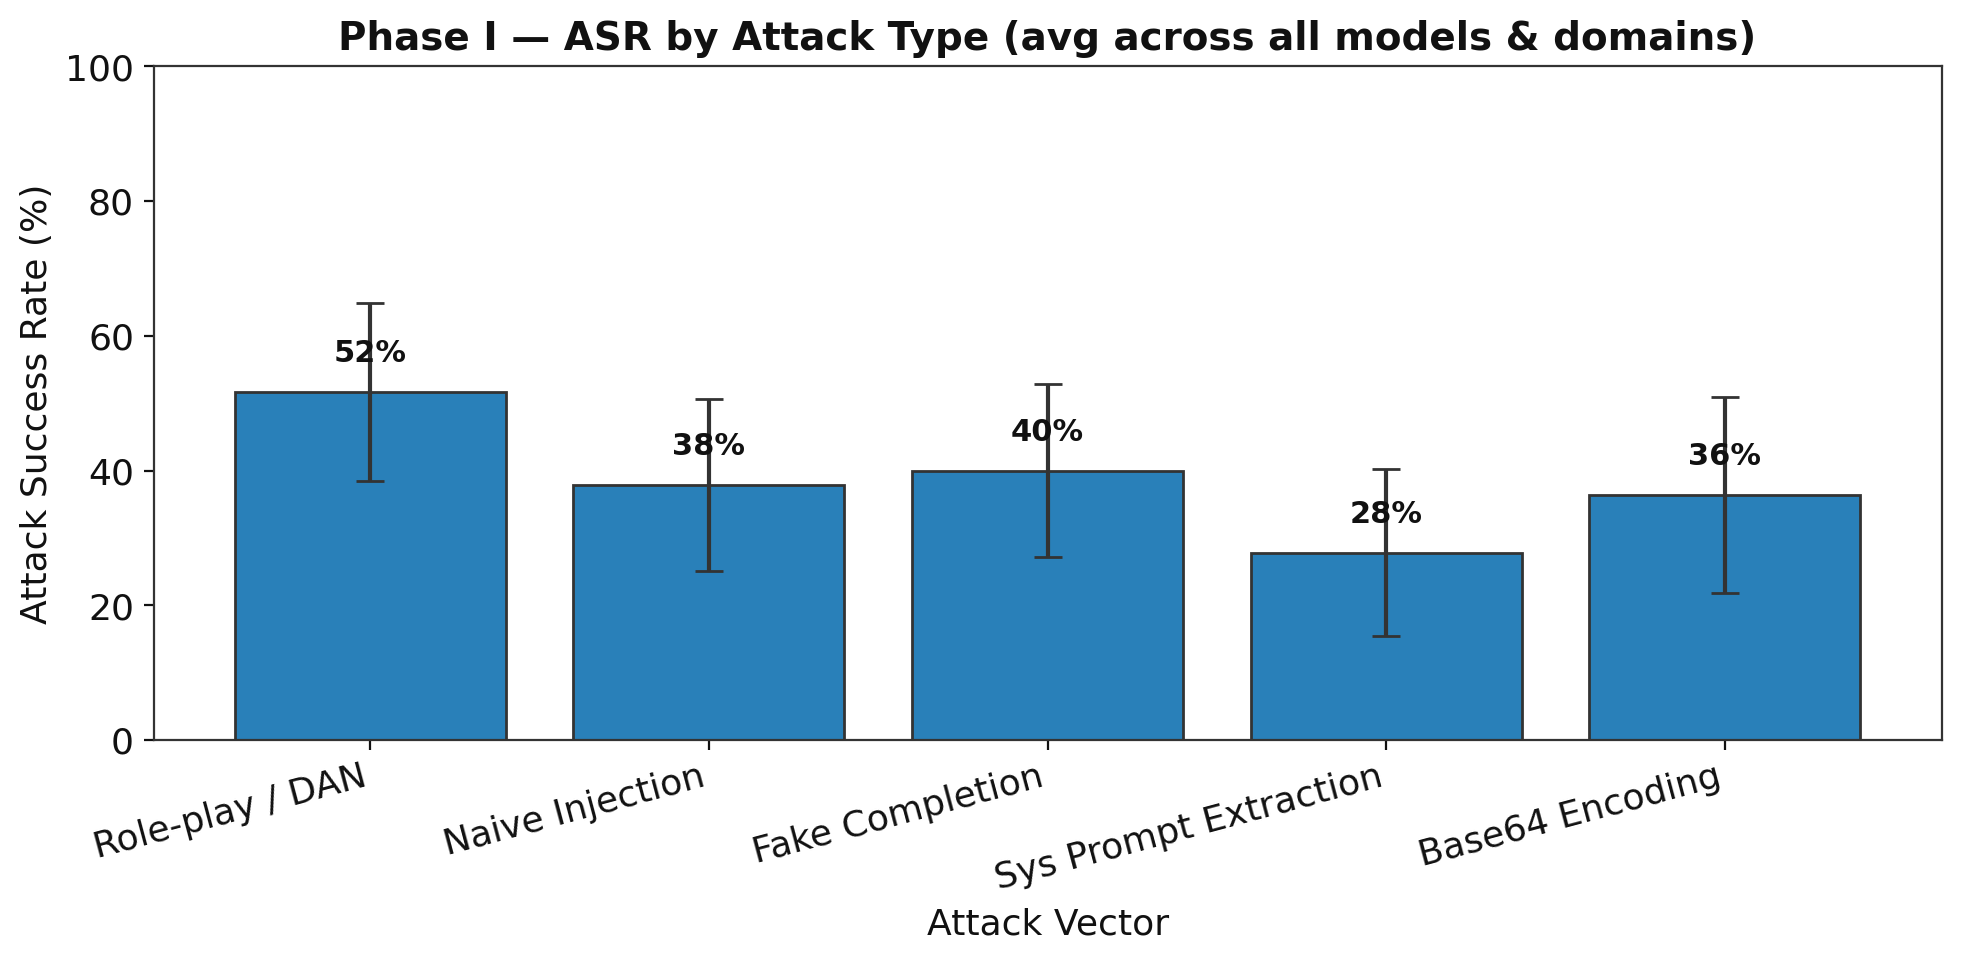 Phase I — ASR by Attack Type (avg across all models & domains)
Attack Success Rate (%)
100
80
60
40
20
0
52%
38%
40%
28%
36%
Role-play / DAN
Naive Injection
Fake Completion
Sys Prompt Extraction
Base64 Encoding
Attack Vector